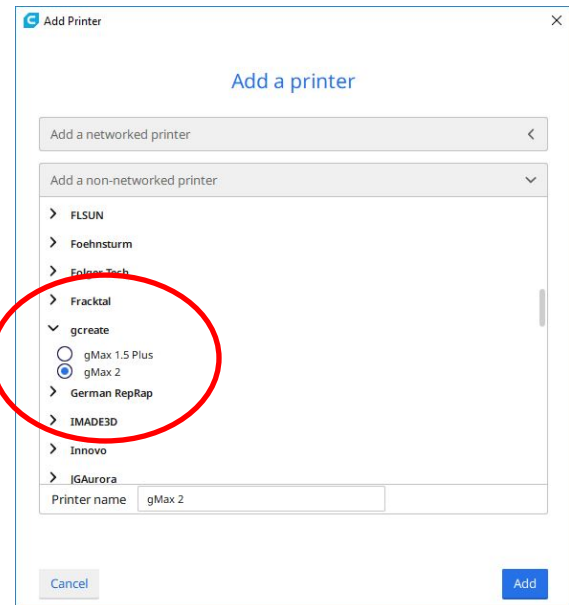 Add Printer
Add a printer
Add a networked printer
Add a non-networked printer
FLSUN
Foehnsturm
Folger Tech
Fracktal
gcreate
gMax 1.5 Plus
gMax 2
German RepRap
IMADE3D
Innovo
JGAurora
Printer name gMax 2
Cancel Add